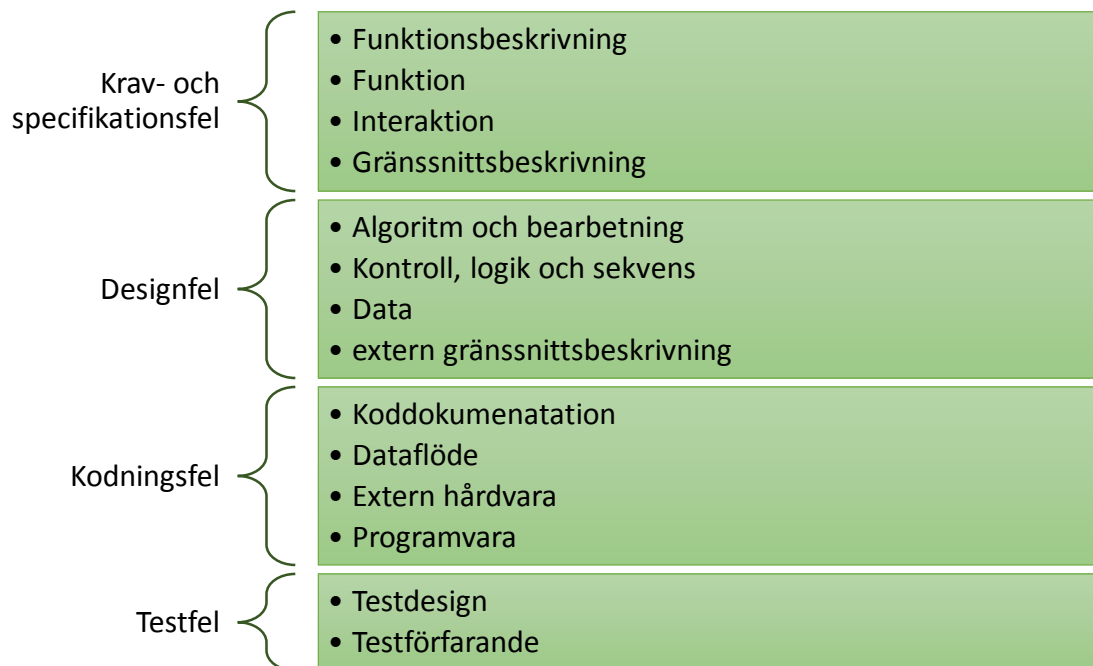 Krav- och
specifikationsfel
• Funktionsbeskrivning
• Funktion
• Interaktion
• Gränssnittsbeskrivning
Designfel
• Algoritm och bearbetning
• Kontroll, logik och sekvens
• Data
• extern gränssnittsbeskrivning
Kodningsfel
• Koddokumenatation
• Dataflöde
• Extern hårdvara
• Programvara
Testfel
• Testdesign
• Testförfarande